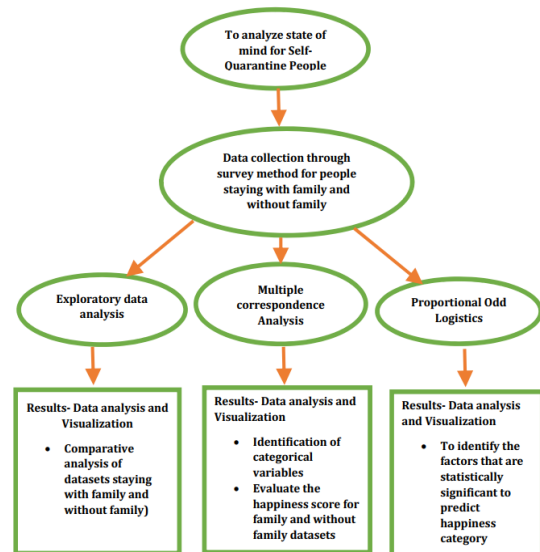 To analyze state of
mind for Self-
Quarantine People
Data collection through
survey method for people
staying with family and
without family
Exploratory data
analysis
Multiple
correspondence
Analysis
Proportional Odd
Logistics
Results- Data analysis and
Visualization
• Comparative
analysis of
datasets staying
with family and
without family)
Results- Data analysis and
Visualization
• Identification of
categorical
variables
• Evaluate the
happiness score for
family and without
family datasets
Results- Data analysis
and Visualization
• To identify the
factors that are
statistically
significant to
predict
happiness
category